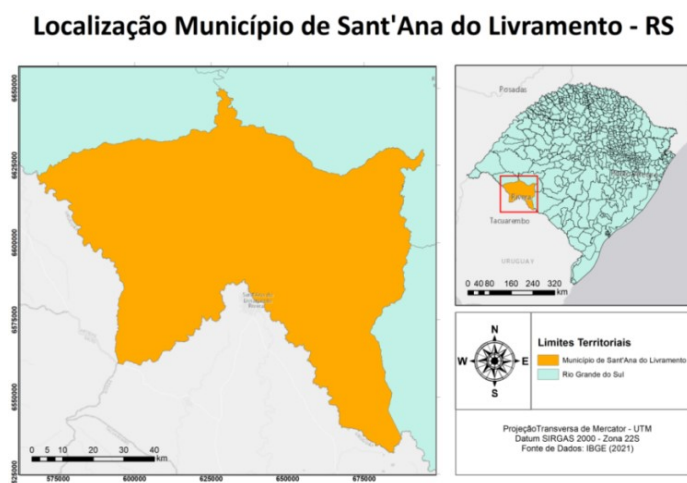 Localização Município de Sant'Ana do Livramento - RS
6650000
6625000
6600000
6575000
6550000
525000
0 5 10 20 30 40
km
575000 600000 625000 650000 675000
Posadas
Tacuarembo
URUGUAY
0 40 80 160 240 320
km
N
W E
S
Limites Territoriais
Município de Sant'Ana do Livramento
Rio Grande do Sul
ProjeçãoTransversa de Mercator - UTM
Datum SIRGAS 2000 - Zona 22S
Fonte de Dados: IBGE (2021)